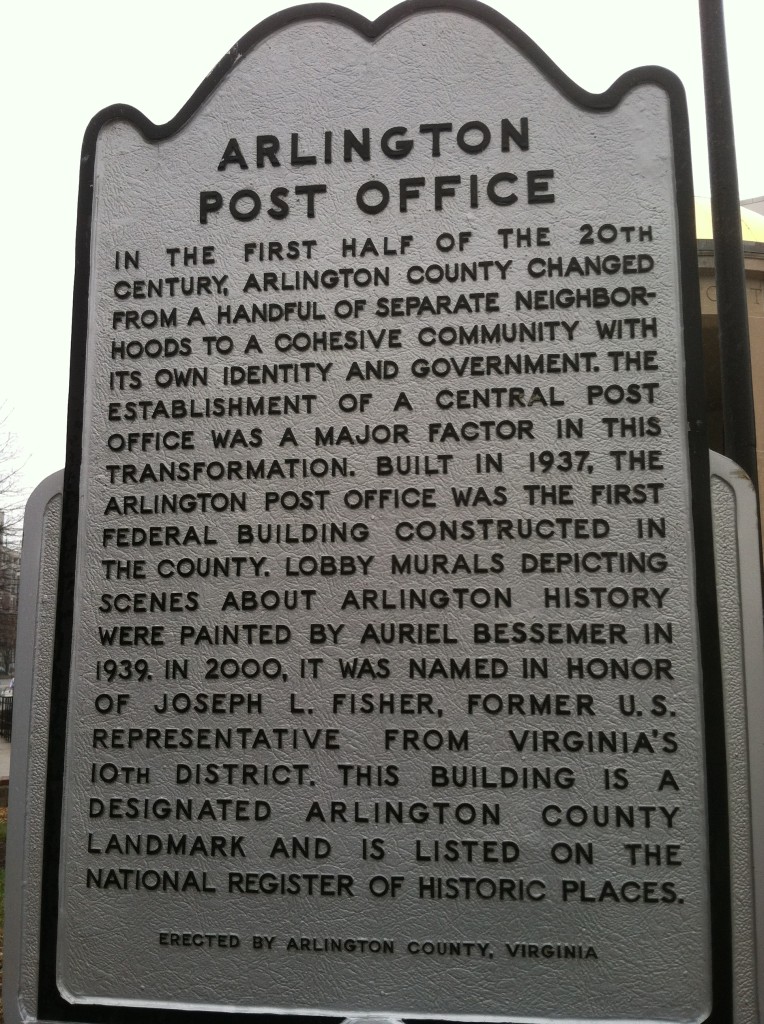 ARLINGTON
POST OFFICE
IN THE FIRST HALF OF THE 20TH
CENTURY, ARLINGTON COUNTY CHANGED
FROM A HANDFUL OF SEPARATE NEIGHBOR-
HOODS TO A COHESIVE COMMUNITY WITH
ITS OWN IDENTITY AND GOVERNMENT. THE
ESTABLISHMENT OF A CENTRAL POST
OFFICE WAS A MAJOR FACTOR IN THIS
TRANSFORMATION. BUILT IN 1937, THE
ARLINGTON POST OFFICE WAS THE FIRST
FEDERAL BUILDING CONSTRUCTED IN
THE COUNTY. LOBBY MURALS DEPICTING
SCENES ABOUT ARLINGTON HISTORY
WERE PAINTED BY AURIEL BESSEMER IN
1939. IN 2000, IT WAS NAMED IN HONOR
OF JOSEPH L. FISHER, FORMER U.S.
REPRESENTATIVE FROM VIRGINIA'S
10TH DISTRICT. THIS BUILDING IS A
DESIGNATED ARLINGTON COUNTY
LANDMARK AND IS LISTED ON THE
NATIONAL REGISTER OF HISTORIC PLACES.
ERECTED BY ARLINGTON COUNTY, VIRGINIA